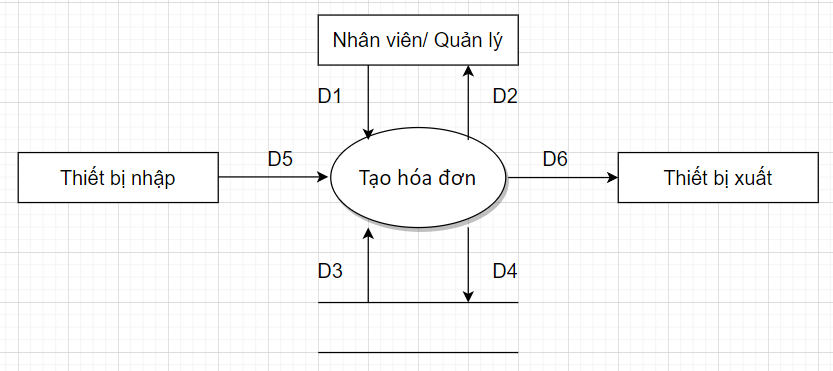 Nhân viên/ Quản lý
D1
D2
D5
D6
Thiết bị nhập
Tạo hóa đơn
Thiết bị xuất
D3
D4